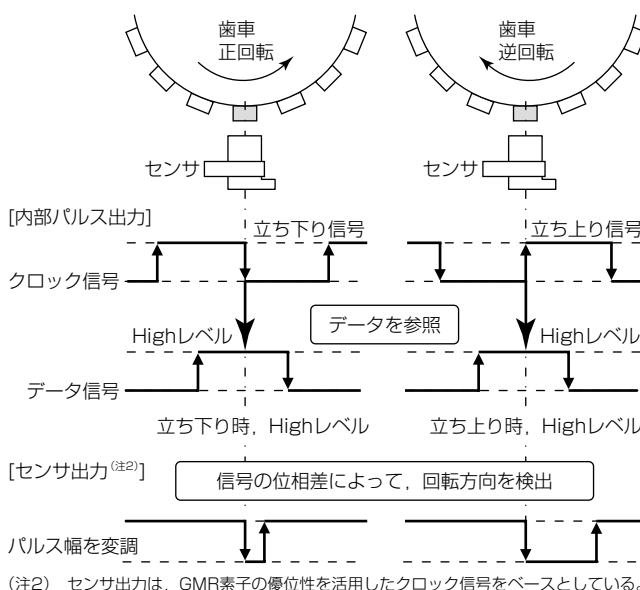 歯車
正回転
歯車
逆回転
センサ
センサ
[内部パルス出力]
立ち下り信号
立ち上り信号
クロック信号
データを参照
Highレベル
Highレベル
データ信号
立ち下り時，Highレベル
立ち上り時，Highレベル
[センサ出力(注2)]
信号の位相差によって，回転方向を検出
パルス幅を変調
(注2) センサ出力は，GMR素子の優位性を活用したクロック信号をベースとしている。